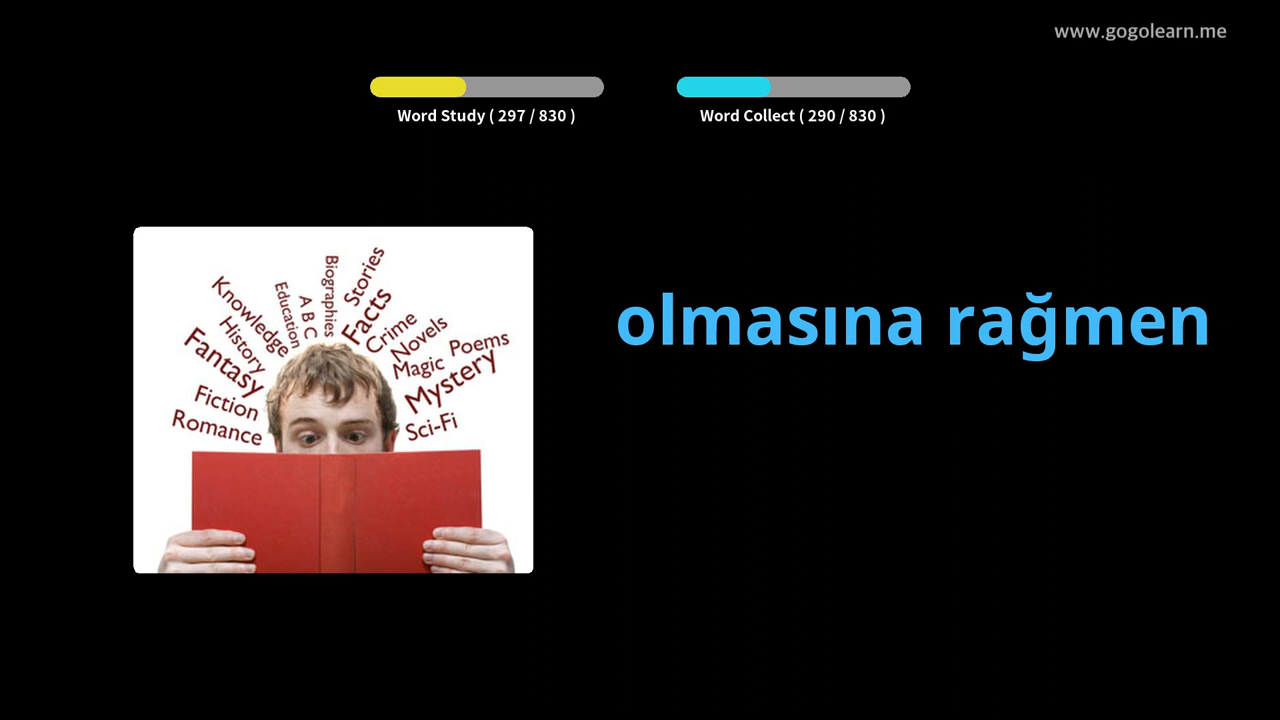 www.gogolearn.me
Word Study ( 297 / 830 )
Word Collect ( 290 / 830 )
olmasına rağmen
Biographies
Stories
Education
A B C
Facts
Knowledge
Crime
History
Novels
Poems
Fantasy
Magic
Mystery
Fiction
Romance
Sci-Fi